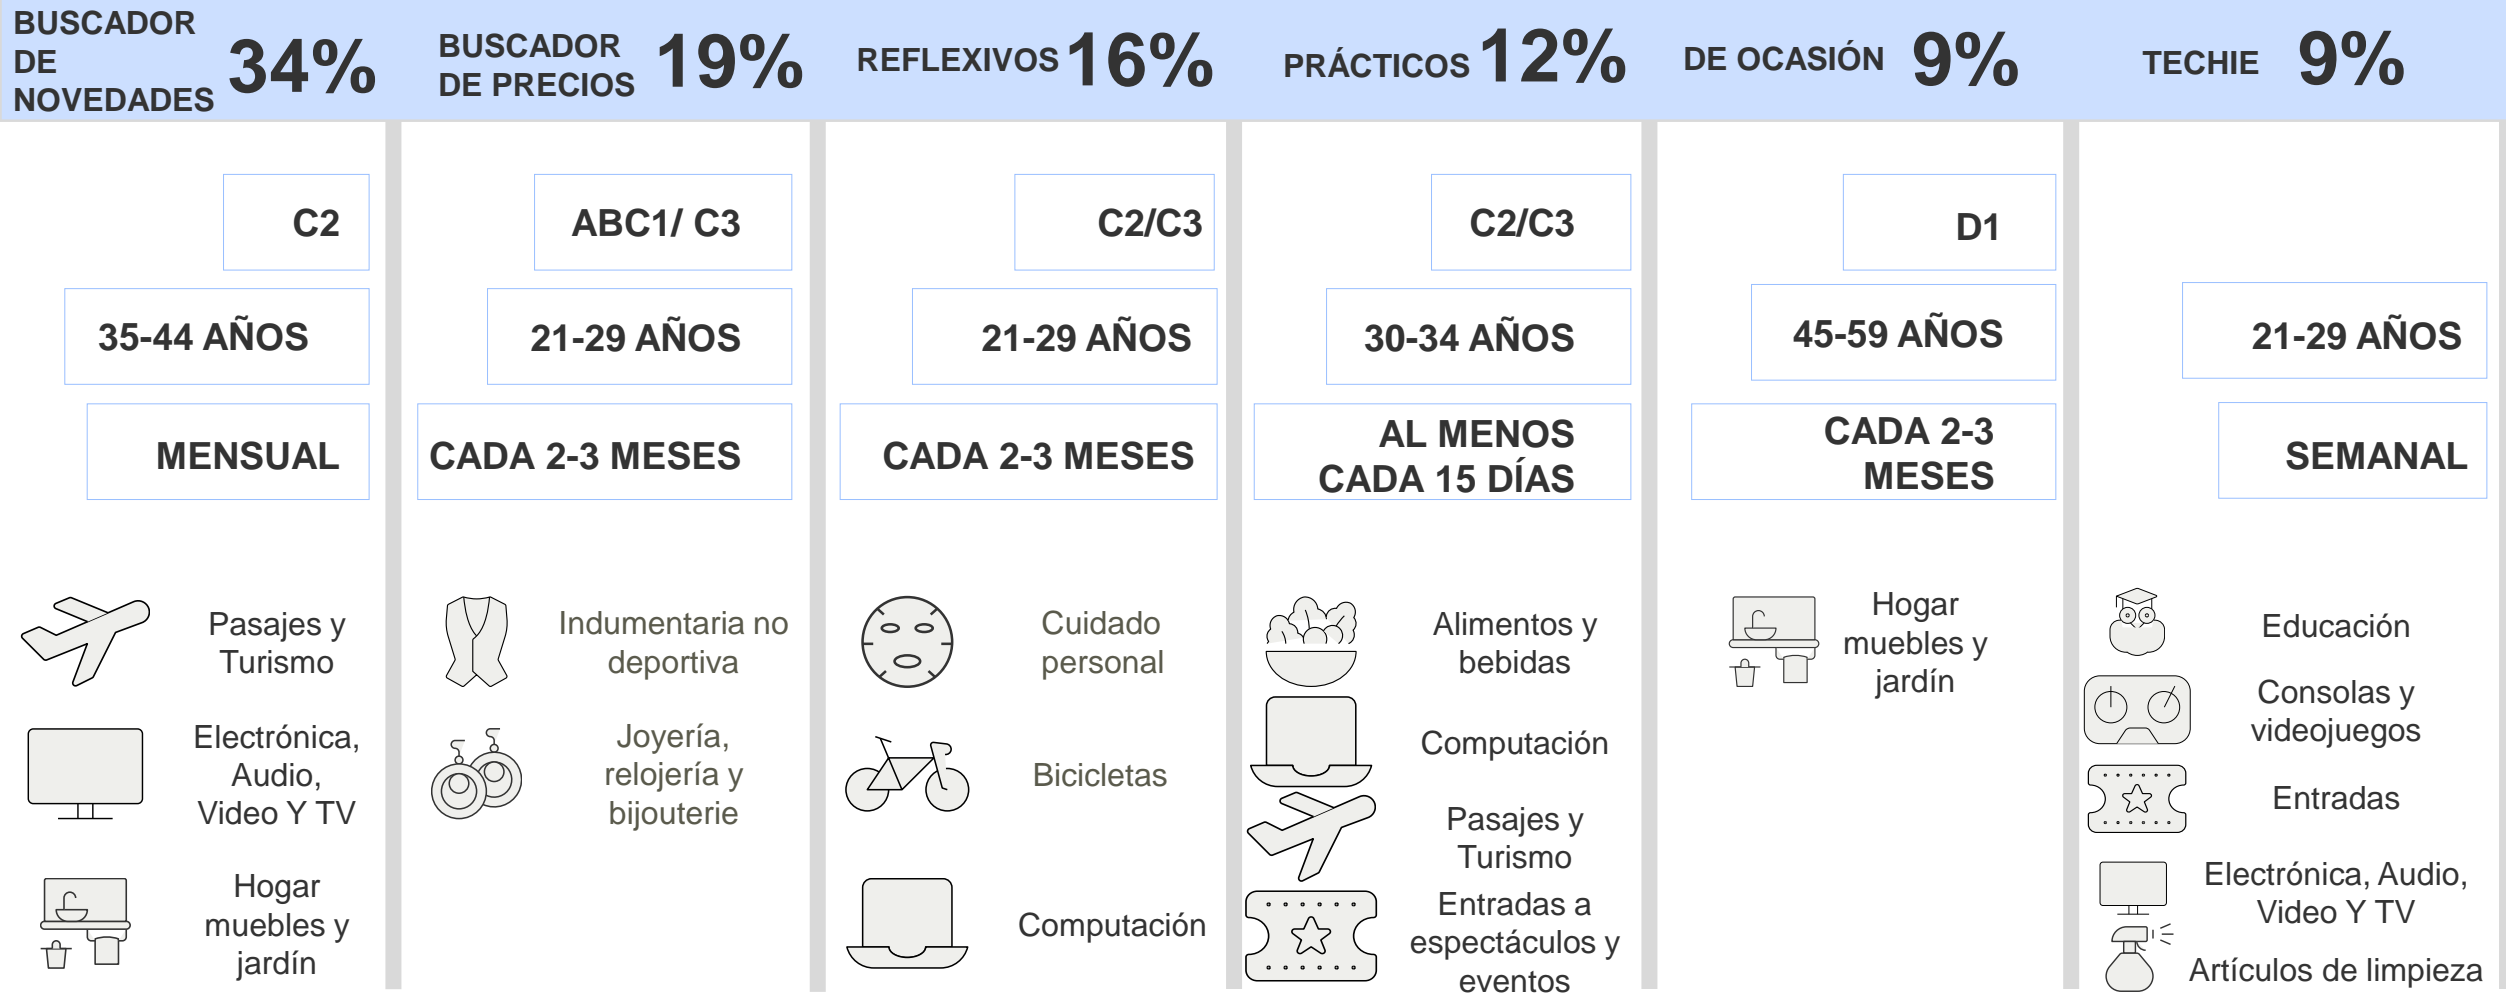 BUSCADOR
DE
NOVEDADES
34%
BUSCADOR
DE PRECIOS
19%
REFLEXIVOS
16%
PRÁCTICOS
12%
DE OCASIÓN
9%
TECHIE
9%
C2
35-44 AÑOS
MENSUAL
Pasajes y
Turismo
Electrónica,
Audio,
Video Y TV
Hogar
muebles y
jardín
ABC1/ C3
21-29 AÑOS
CADA 2-3 MESES
Indumentaria no
deportiva
Joyería,
relojería y
bijouterie
C2/C3
21-29 AÑOS
CADA 2-3 MESES
Cuidado
personal
Bicicletas
Computación
C2/C3
30-34 AÑOS
AL MENOS
CADA 15 DÍAS
Alimentos y
bebidas
Computación
Pasajes y
Turismo
Entradas a
espectáculos y
eventos
D1
45-59 AÑOS
CADA 2-3
MESES
Hogar
muebles y
jardín
21-29 AÑOS
SEMANAL
Educación
Consolas y
videojuegos
Entradas
Electrónica, Audio,
Video Y TV
Artículos de limpieza